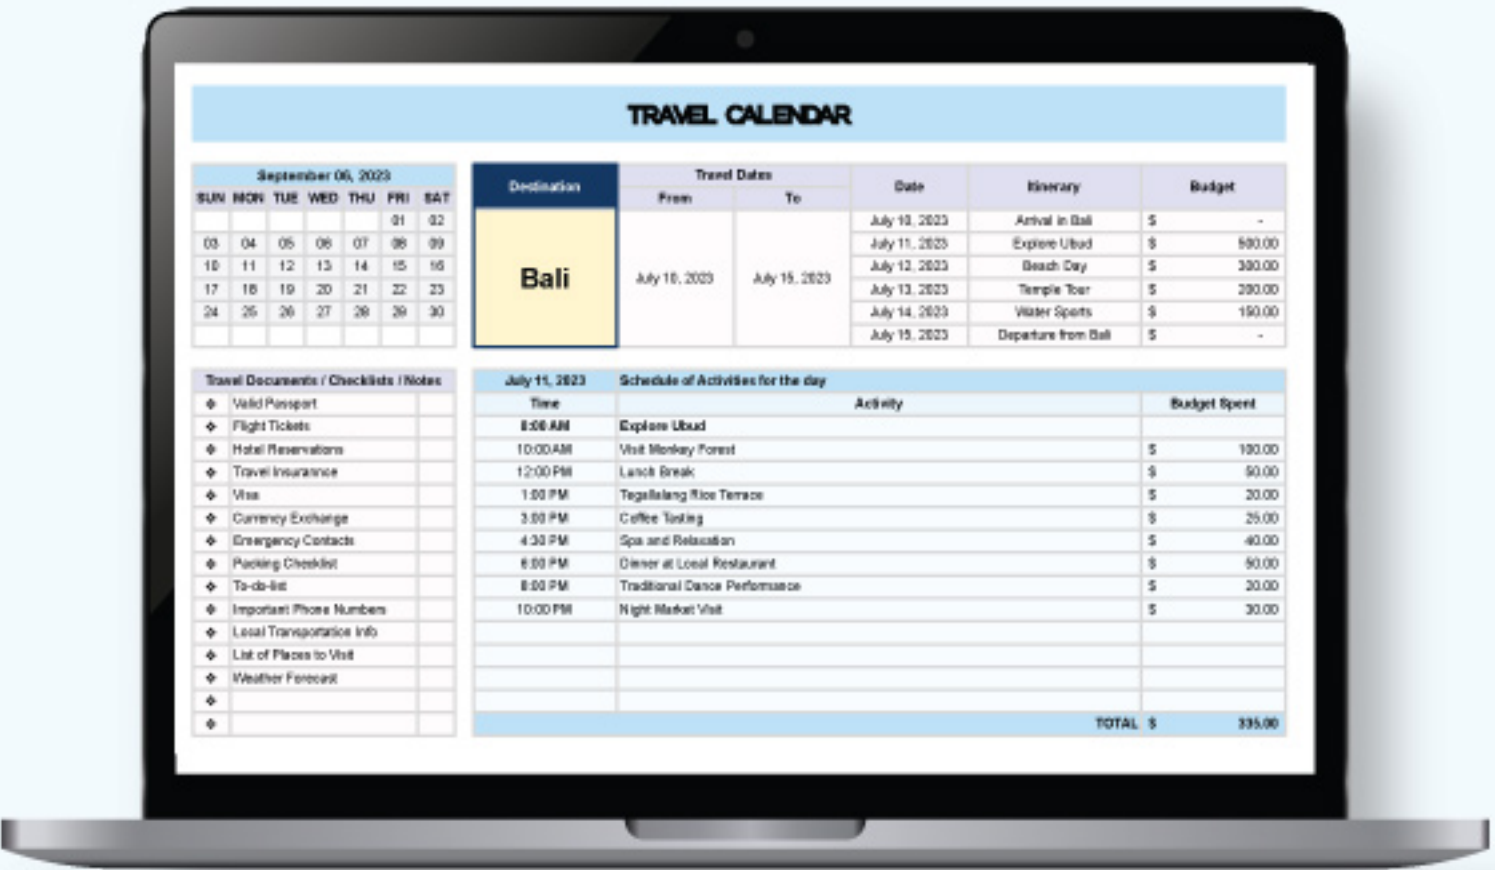 TRAVEL CALENDAR
September 06, 2023
SUN MON TUE WED THU FRI SAT
01 02
03 04 05 06 07 08 09
10 11 12 13 14 15 16
17 18 19 20 21 22 23
24 25 26 27 28 29 30
Destination
Bali
Travel Dates
From To
July 10, 2023 July 15, 2023
Date Itinerary Budget
July 10, 2023 Arrival in Bali $ -
July 11, 2023 Explore Ubud $ 500.00
July 12, 2023 Beach Day $ 300.00
July 13, 2023 Temple Tour $ 200.00
July 14, 2023 Water Sports $ 150.00
July 15, 2023 Departure from Bali $ -
Travel Documents / Checklists / Notes
❖ Valid Passport
❖ Flight Tickets
❖ Hotel Reservations
❖ Travel Insurannce
❖ Visa
❖ Currency Exchange
❖ Emergency Contacts
❖ Packing Checklist
❖ To-do-list
❖ Important Phone Numbers
❖ Local Transportation Info
❖ List of Places to Visit
❖ Weather Forecast
❖
❖
July 11, 2023 Schedule of Activities for the day
Time Activity Budget Spent
8:00 AM Explore Ubud
10:00 AM Visit Monkey Forest $ 100.00
12:00 PM Lunch Break $ 50.00
1:00 PM Tegallalang Rice Terrace $ 20.00
3:00 PM Coffee Tasting $ 25.00
4:30 PM Spa and Relaxation $ 40.00
6:00 PM Dinner at Local Restaurant $ 50.00
8:00 PM Traditional Dance Performance $ 20.00
10:00 PM Night Market Visit $ 30.00
TOTAL $ 335.00